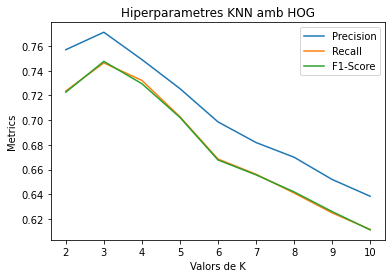 Hiperparametres KNN amb HOG
Precision
Recall
F1-Score
Metrics
0.76
0.74
0.72
0.70
0.68
0.66
0.64
0.62
2 3 4 5 6 7 8 9 10
Valors de K